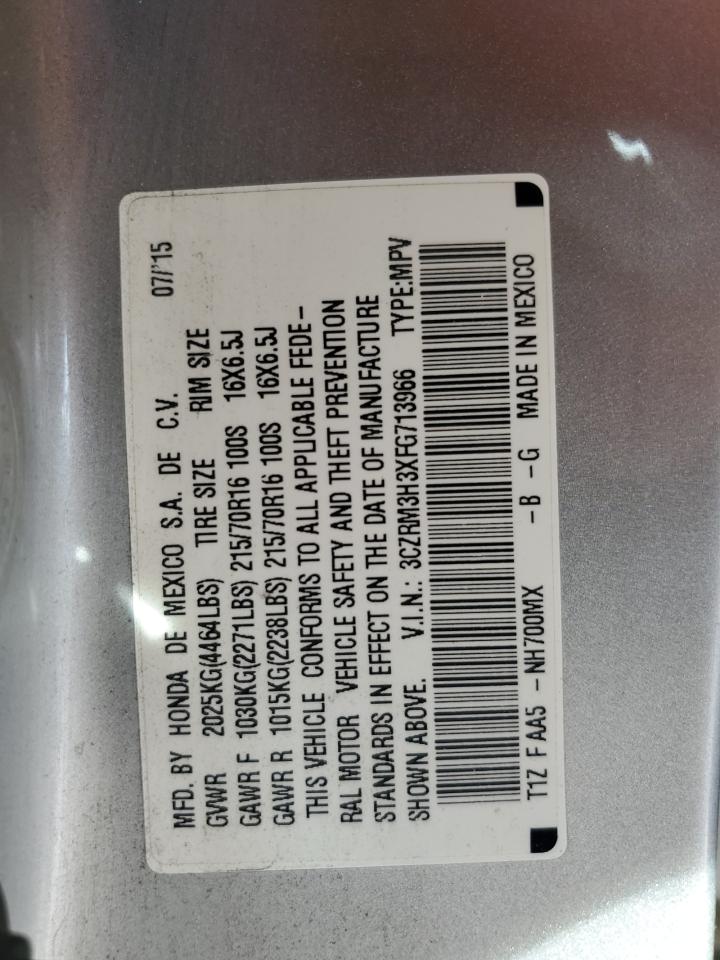 MFD. BY HONDA DE MEXICO S.A. DE C.V. 07/'15
GVWR 2025KG(4464LBS) TIRE SIZE RIM SIZE
GAWR F 1030KG(2271LBS) 215/70R16 100S 16X6.5J
GAWR R 1015KG(2238LBS) 215/70R16 100S 16X6.5J
THIS VEHICLE CONFORMS TO ALL APPLICABLE FEDE-
RAL MOTOR VEHICLE SAFETY AND THEFT PREVENTION
STANDARDS IN EFFECT ON THE DATE OF MANUFACTURE
SHOWN ABOVE. V.I.N.: 3CZRM3H3XFG713966 TYPE:MPV
T1Z F AA5 -NH700MX -B -G MADE IN MEXICO